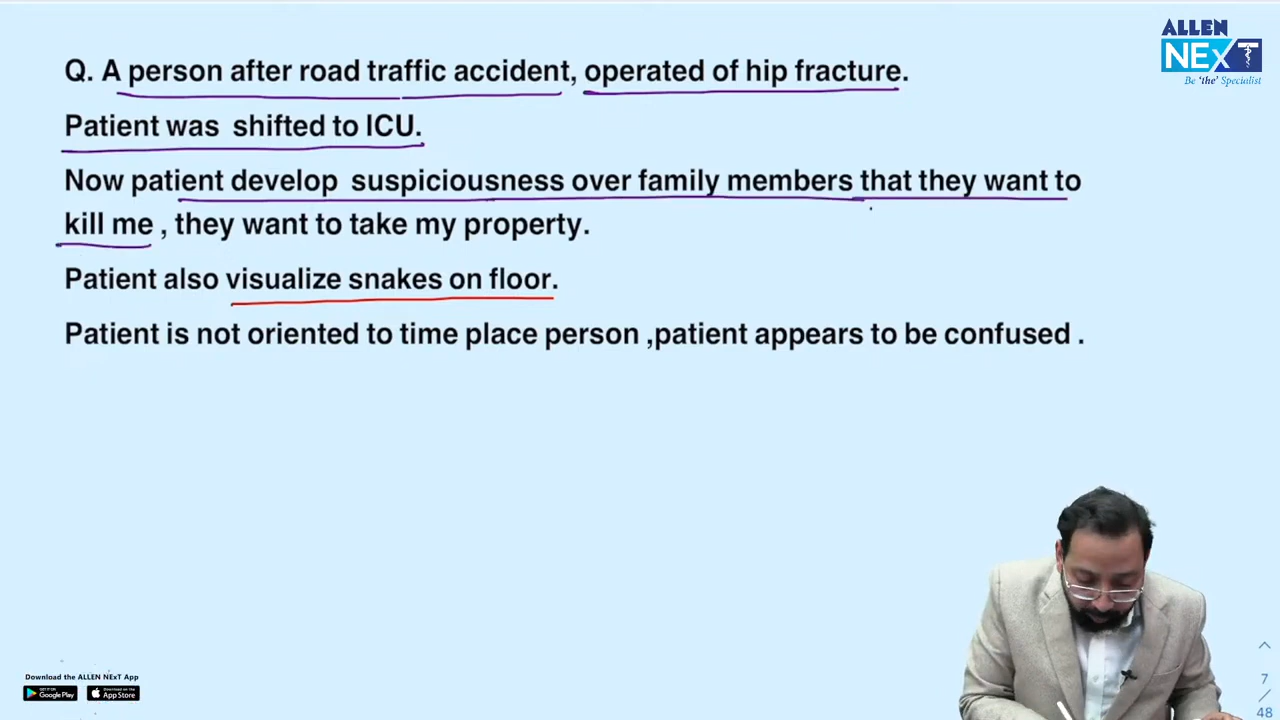 ALLEN
NExT
Be 'the' Specialist
Q. A person after road traffic accident, operated of hip fracture.
Patient was shifted to ICU.
Now patient develop suspiciousness over family members that they want to
kill me , they want to take my property.
Patient also visualize snakes on floor.
Patient is not oriented to time place person ,patient appears to be confused .
Download the ALLEN NExT App
GET IT ON
Google Play
Download on the
App Store
7
/
48